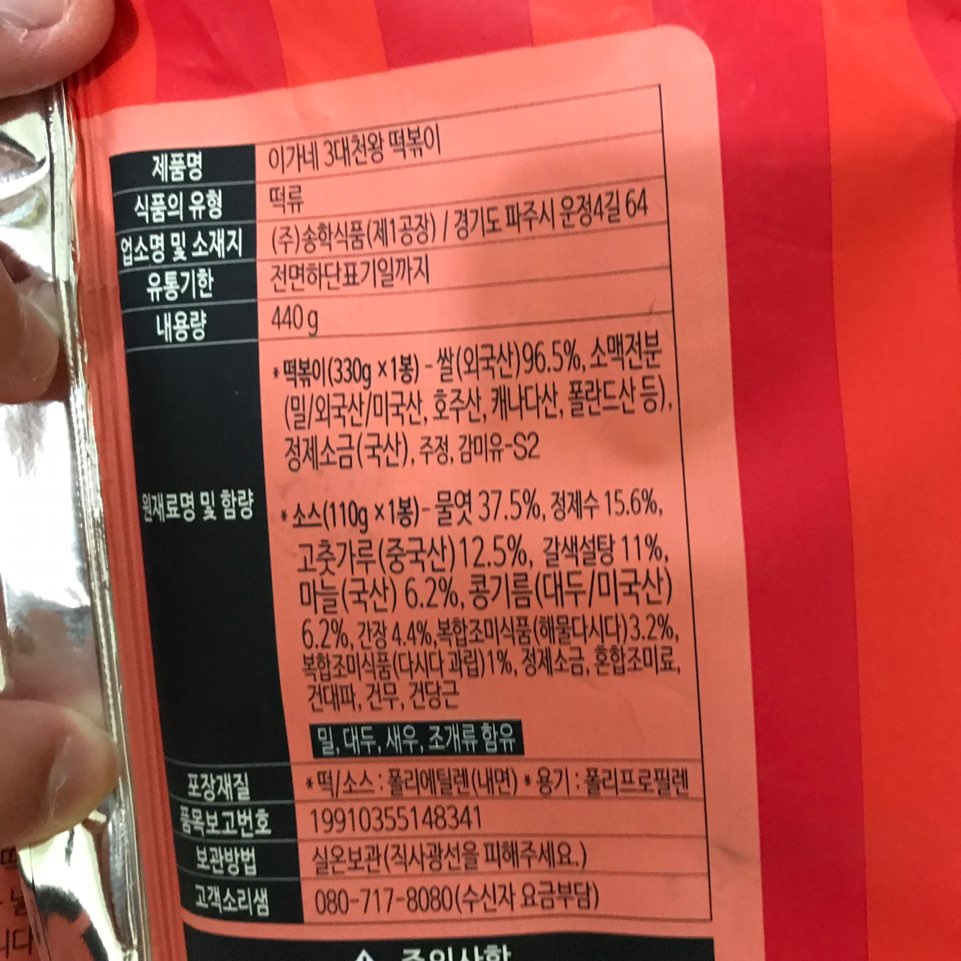 제품명 이가네 3대천왕 떡볶이
식품의 유형 떡류
업소명 및 소재지 (주)송학식품(제1공장) / 경기도 파주시 운정4길 64
유통기한 전면하단표기일까지
내용량 440 g
원재료명 및 함량
* 떡볶이(330g ×1봉) - 쌀(외국산)96.5%, 소맥전분
(밀/외국산/미국산, 호주산, 캐나다산, 폴란드산 등),
정제소금(국산), 주정, 감미유-S2
* 소스(110g ×1봉) - 물엿 37.5%, 정제수 15.6%,
고춧가루(중국산)12.5%, 갈색설탕 11%,
마늘(국산) 6.2%, 콩기름(대두/미국산)
6.2%, 간장 4.4%, 복합조미식품(해물다시다)3.2%,
복합조미식품(다시다 과립)1%, 정제소금, 혼합조미료,
건대파, 건무, 건당근
밀, 대두, 새우, 조개류 함유
포장재질 * 떡/소스 : 폴리에틸렌(내면) * 용기 : 폴리프로필렌
품목보고번호 19910355148341
보관방법 실온보관(직사광선을 피해주세요.)
고객소리샘 080-717-8080(수신자 요금부담)
니다